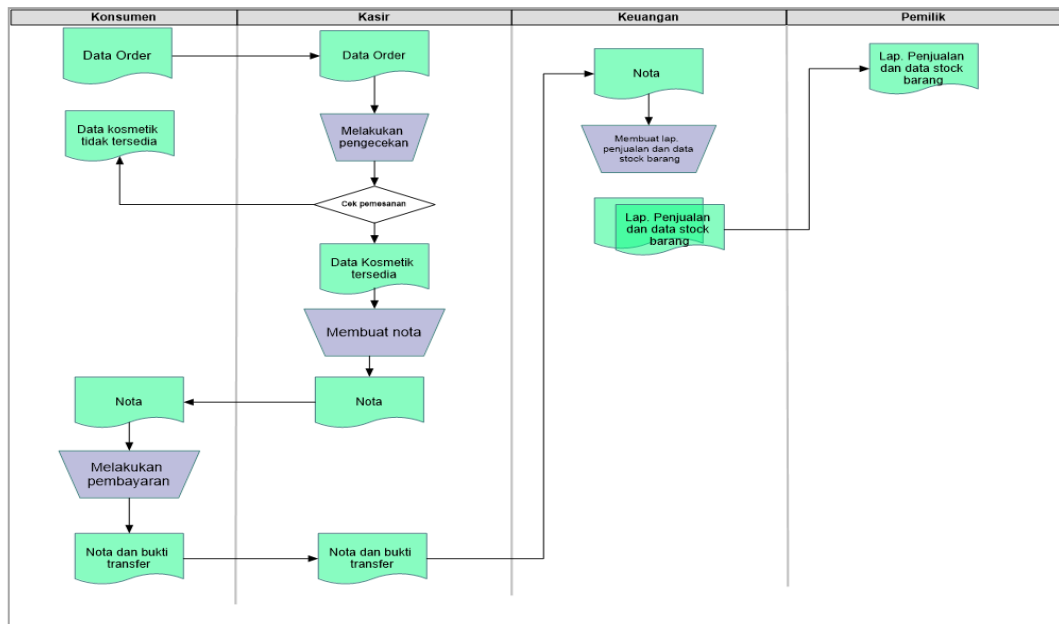 Konsumen
Kasir
Keuangan
Pemilik
Data Order
Data Order
Nota
Lap. Penjualan
dan data stock
barang
Data kosmetik
tidak tersedia
Melakukan
pengecekan
Membuat lap.
penjualan dan data
stock barang
Cek pemesanan
Lap. Penjualan
dan data stock
barang
Data Kosmetik
tersedia
Membuat nota
Nota
Nota
Melakukan
pembayaran
Nota dan bukti
transfer
Nota dan bukti
transfer